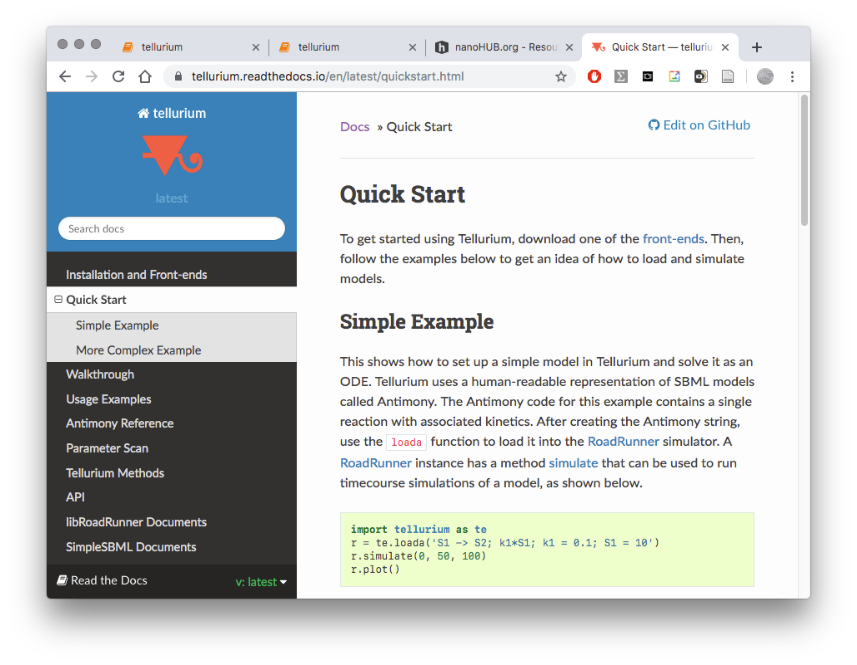 tellurium
tellurium
nanoHUB.org - Resou
Quick Start — telluriu
tellurium.readthedocs.io/en/latest/quickstart.html
tellurium
latest
Search docs
Installation and Front-ends
Quick Start
Simple Example
More Complex Example
Walkthrough
Usage Examples
Antimony Reference
Parameter Scan
Tellurium Methods
API
libRoadRunner Documents
SimpleSBML Documents
Read the Docs
v: latest
Docs » Quick Start
Edit on GitHub
Quick Start
To get started using Tellurium, download one of the front-ends. Then,
follow the examples below to get an idea of how to load and simulate
models.
Simple Example
This shows how to set up a simple model in Tellurium and solve it as an
ODE. Tellurium uses a human-readable representation of SBML models
called Antimony. The Antimony code for this example contains a single
reaction with associated kinetics. After creating the Antimony string,
use the loada function to load it into the RoadRunner simulator. A
RoadRunner instance has a method simulate that can be used to run
timecourse simulations of a model, as shown below.
import tellurium as te
r = te.loada('S1 -> S2; k1*S1; k1 = 0.1; S1 = 10')
r.simulate(0, 50, 100)
r.plot()